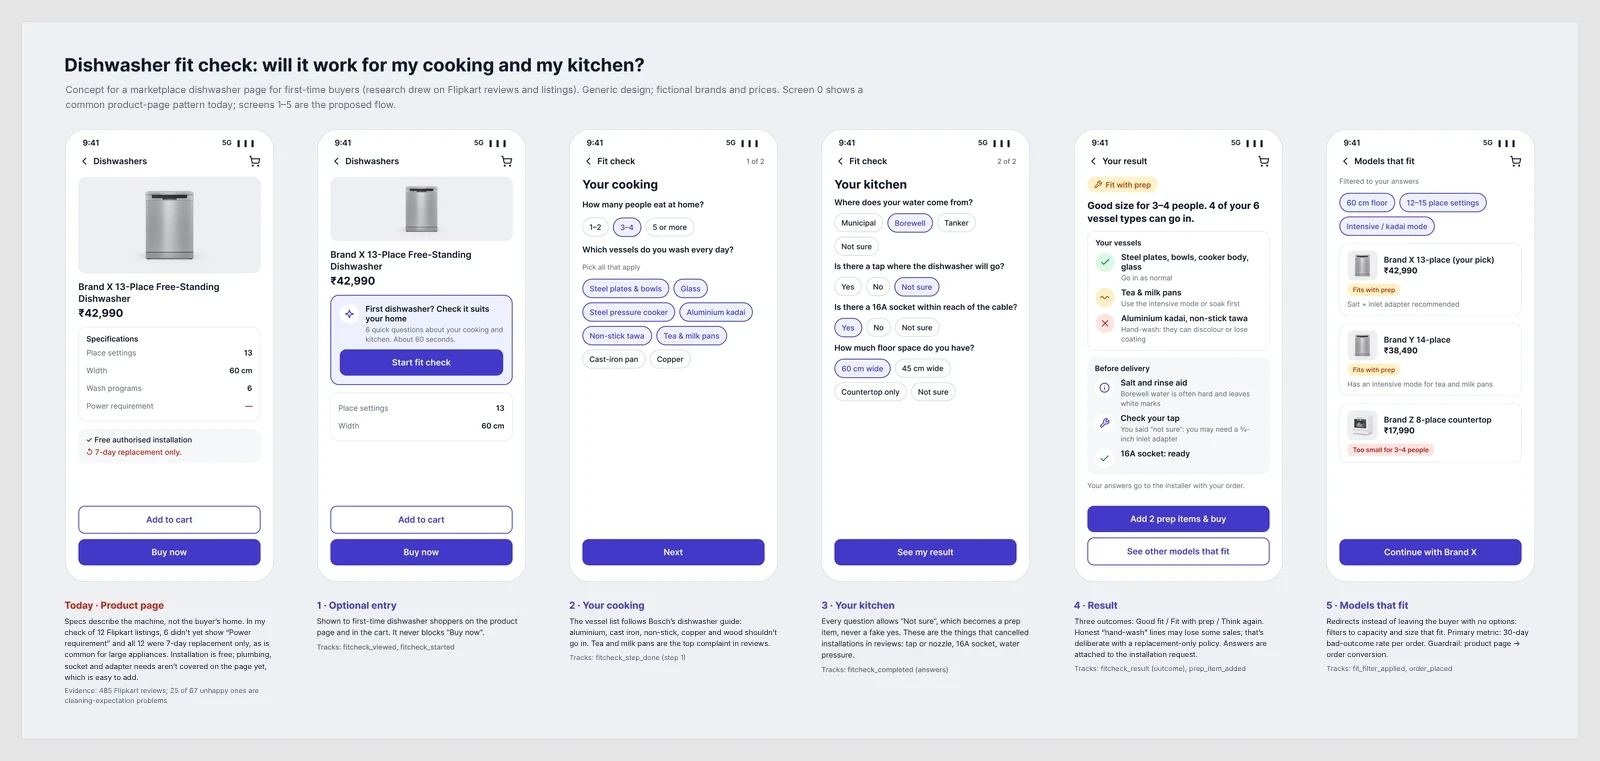 Dishwasher fit check: will it work for my cooking and my kitchen?
Concept for a marketplace dishwasher page for first-time buyers (research drew on Flipkart reviews and listings). Generic design; fictional brands and prices. Screen 0 shows a
common product-page pattern today; screens 1–5 are the proposed flow.
9:41
5G
Dishwashers
Brand X 13-Place Free-Standing
Dishwasher
₹42,990
Specifications
Place settings 13
Width 60 cm
Wash programs 6
Power requirement —
✓ Free authorised installation
↺ 7-day replacement only.
Add to cart
Buy now
Today · Product page
Specs describe the machine, not the buyer's home. In my
check of 12 Flipkart listings, 6 didn't yet show "Power
requirement" and all 12 were 7-day replacement only, as is
common for large appliances. Installation is free; plumbing,
socket and adapter needs aren't covered on the page yet,
which is easy to add.
Evidence: 485 Flipkart reviews; 25 of 67 unhappy ones are
cleaning-expectation problems
9:41
5G
Dishwashers
Brand X 13-Place Free-Standing
Dishwasher
₹42,990
First dishwasher? Check it suits
your home
6 quick questions about your cooking and
kitchen. About 60 seconds.
Start fit check
Place settings 13
Width 60 cm
Add to cart
Buy now
1 · Optional entry
Shown to first-time dishwasher shoppers on the product
page and in the cart. It never blocks "Buy now".
Tracks: fitcheck_viewed, fitcheck_started
9:41
5G
Fit check
1 of 2
Your cooking
How many people eat at home?
1–2
3–4
5 or more
Which vessels do you wash every day?
Pick all that apply
Steel plates & bowls
Glass
Steel pressure cooker
Aluminium kadai
Non-stick tawa
Tea & milk pans
Cast-iron pan
Copper
Next
2 · Your cooking
The vessel list follows Bosch's dishwasher guide:
aluminium, cast iron, non-stick, copper and wood shouldn't
go in. Tea and milk pans are the top complaint in reviews.
Tracks: fitcheck_step_done (step 1)
9:41
5G
Fit check
2 of 2
Your kitchen
Where does your water come from?
Municipal
Borewell
Tanker
Not sure
Is there a tap where the dishwasher will go?
Yes
No
Not sure
Is there a 16A socket within reach of the cable?
Yes
No
Not sure
How much floor space do you have?
60 cm wide
45 cm wide
Countertop only
Not sure
See my result
3 · Your kitchen
Every question allows "Not sure", which becomes a prep
item, never a fake yes. These are the things that cancelled
installations in reviews: tap or nozzle, 16A socket, water
pressure.
Tracks: fitcheck_completed (answers)
9:41
5G
Your result
Fit with prep
Good size for 3–4 people. 4 of your 6
vessel types can go in.
Your vessels
Steel plates, bowls, cooker body,
glass
Go in as normal
Tea & milk pans
Use the intensive mode or soak first
Aluminium kadai, non-stick tawa
Hand-wash: they can discolour or lose
coating
Before delivery
Salt and rinse aid
Borewell water is often hard and leaves
white marks
Check your tap
You said "not sure": you may need a ¾-
inch inlet adapter
16A socket: ready
Your answers go to the installer with your order.
Add 2 prep items & buy
See other models that fit
4 · Result
Three outcomes: Good fit / Fit with prep / Think again.
Honest "hand-wash" lines may lose some sales; that's
deliberate with a replacement-only policy. Answers are
attached to the installation request.
Tracks: fitcheck_result (outcome), prep_item_added
9:41
5G
Models that fit
Filtered to your answers
60 cm floor
12–15 place settings
Intensive / kadai mode
Brand X 13-place (your pick)
₹42,990
Fits with prep
Salt + inlet adapter recommended
Brand Y 14-place
₹38,490
Fits with prep
Has an intensive mode for tea and milk pans
Brand Z 8-place countertop
₹17,990
Too small for 3–4 people
Continue with Brand X
5 · Models that fit
Redirects instead of leaving the buyer with no options:
filters to capacity and size that fit. Primary metric: 30-day
bad-outcome rate per order. Guardrail: product page →
order conversion.
Tracks: fit_filter_applied, order_placed